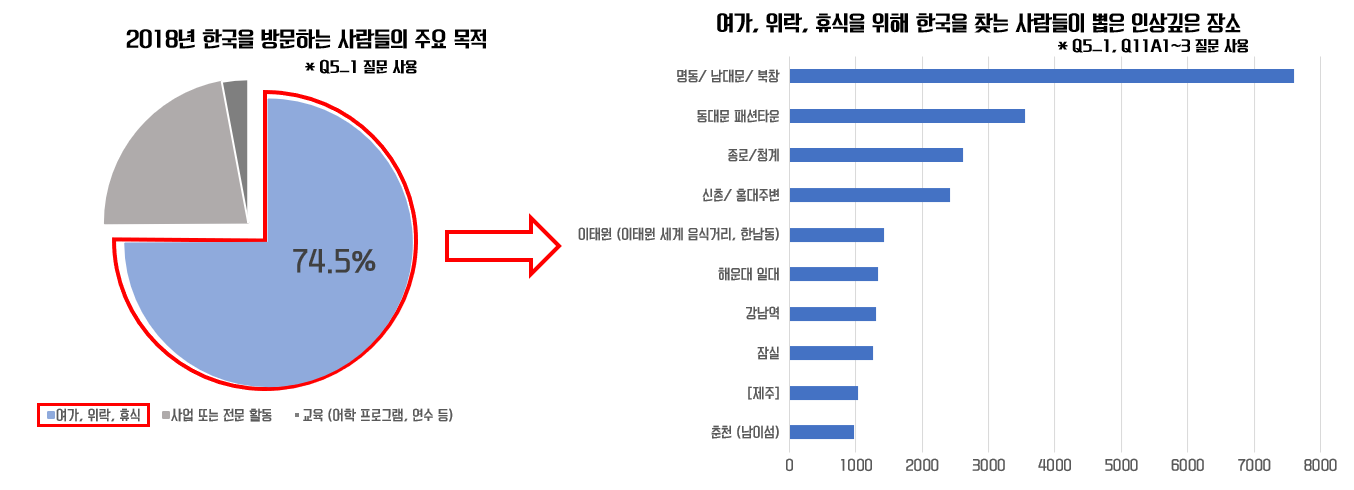 2018년 한국을 방문하는 사람들의 주요 목적
* Q5_1 질문 사용
74.5%
여가, 위락, 휴식
사업 또는 전문 활동
교육 (어학 프로그램, 연수 등)
여가, 위락, 휴식을 위해 한국을 찾는 사람들이 뽑은 인상깊은 장소
* Q5_1, Q11A1~3 질문 사용
명동/ 남대문/ 북창
동대문 패션타운
종로/청계
신촌/ 홍대주변
이태원 (이태원 세계 음식거리, 한남동)
해운대 일대
강남역
잠실
[제주]
춘천 (남이섬)
0 1000 2000 3000 4000 5000 6000 7000 8000